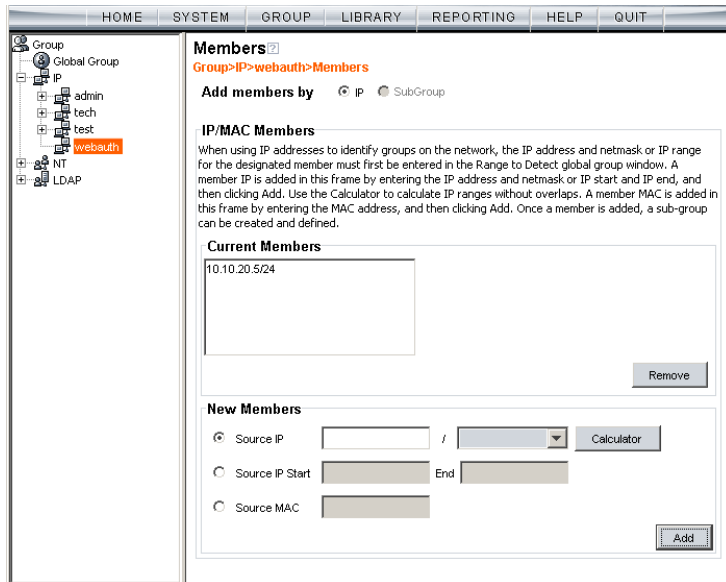 HOME SYSTEM GROUP LIBRARY REPORTING HELP QUIT
Group
Global Group
IP
admin
tech
test
webauth
NT
LDAP
Members?
Group>IP>webauth>Members
Add members by IP SubGroup
IP/MAC Members
When using IP addresses to identify groups on the network, the IP address and netmask or IP range
for the designated member must first be entered in the Range to Detect global group window. A
member IP is added in this frame by entering the IP address and netmask or IP start and IP end, and
then clicking Add. Use the Calculator to calculate IP ranges without overlaps. A member MAC is added in
this frame by entering the MAC address, and then clicking Add. Once a member is added, a sub-group
can be created and defined.
Current Members
10.10.20.5/24
Remove
New Members
Source IP / Calculator
Source IP Start End
Source MAC
Add